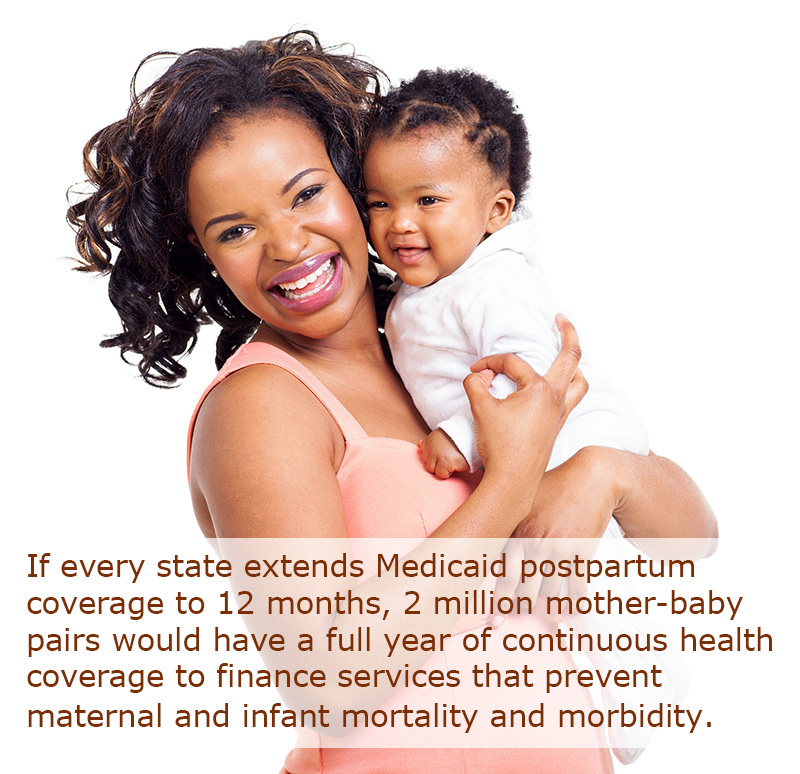 If every state extends Medicaid postpartum
coverage to 12 months, 2 million mother-baby
pairs would have a full year of continuous health
coverage to finance services that prevent
maternal and infant mortality and morbidity.